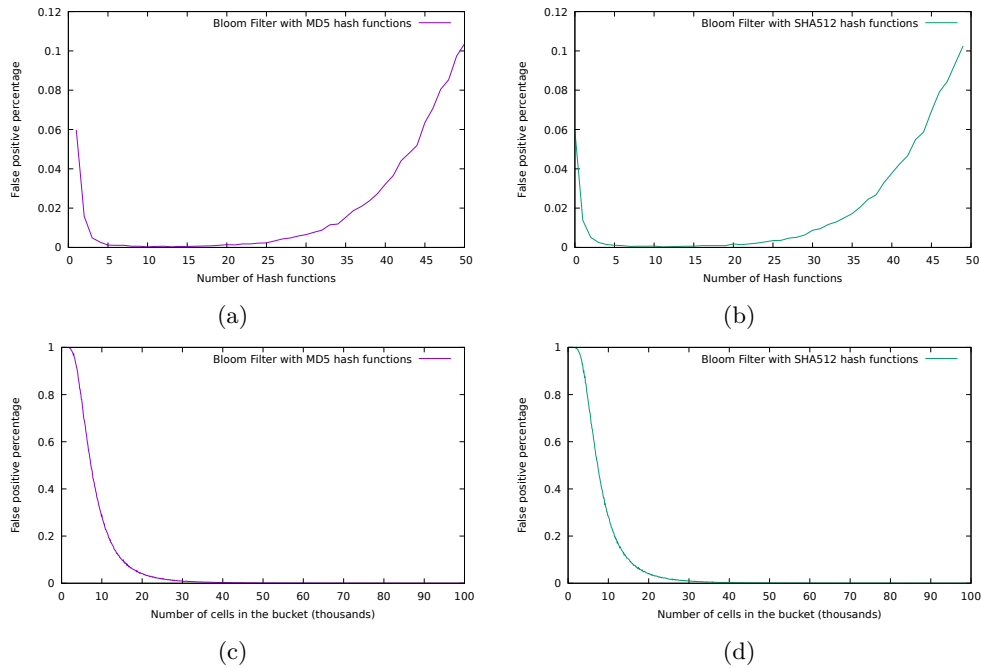 Bloom Filter with MD5 hash functions
0.12
0.1
0.08
0.06
0.04
0.02
0
False positive percentage
0 5 10 15 20 25 30 35 40 45 50
Number of Hash functions
(a)
Bloom Filter with SHA512 hash functions
0.12
0.1
0.08
0.06
0.04
0.02
0
False positive percentage
0 5 10 15 20 25 30 35 40 45 50
Number of Hash functions
(b)
Bloom Filter with MD5 hash functions
1
0.8
0.6
0.4
0.2
0
False positive percentage
0 10 20 30 40 50 60 70 80 90 100
Number of cells in the bucket (thousands)
(c)
Bloom Filter with SHA512 hash functions
1
0.8
0.6
0.4
0.2
0
False positive percentage
0 10 20 30 40 50 60 70 80 90 100
Number of cells in the bucket (thousands)
(d)